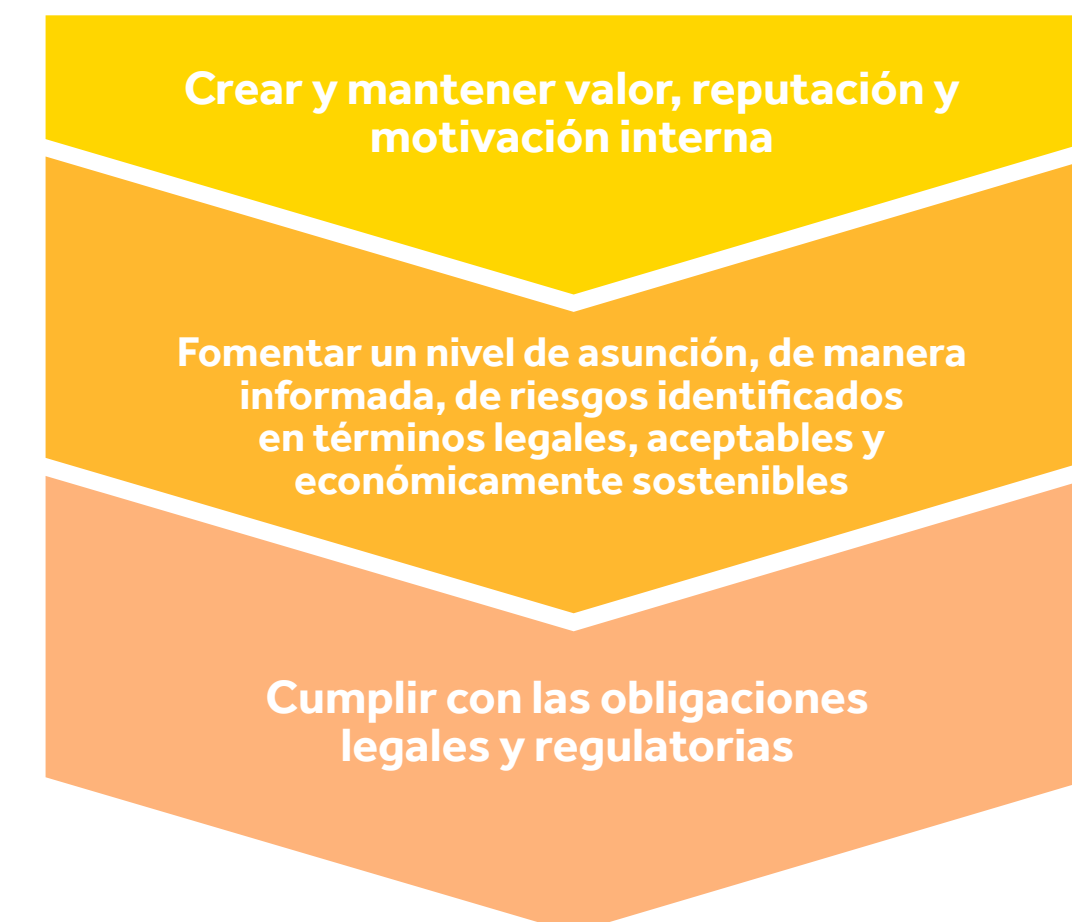 Crear y mantener valor, reputación y
motivación interna
Fomentar un nivel de asunción, de manera
informada, de riesgos identificados
en términos legales, aceptables y
económicamente sostenibles
Cumplir con las obligaciones
legales y regulatorias